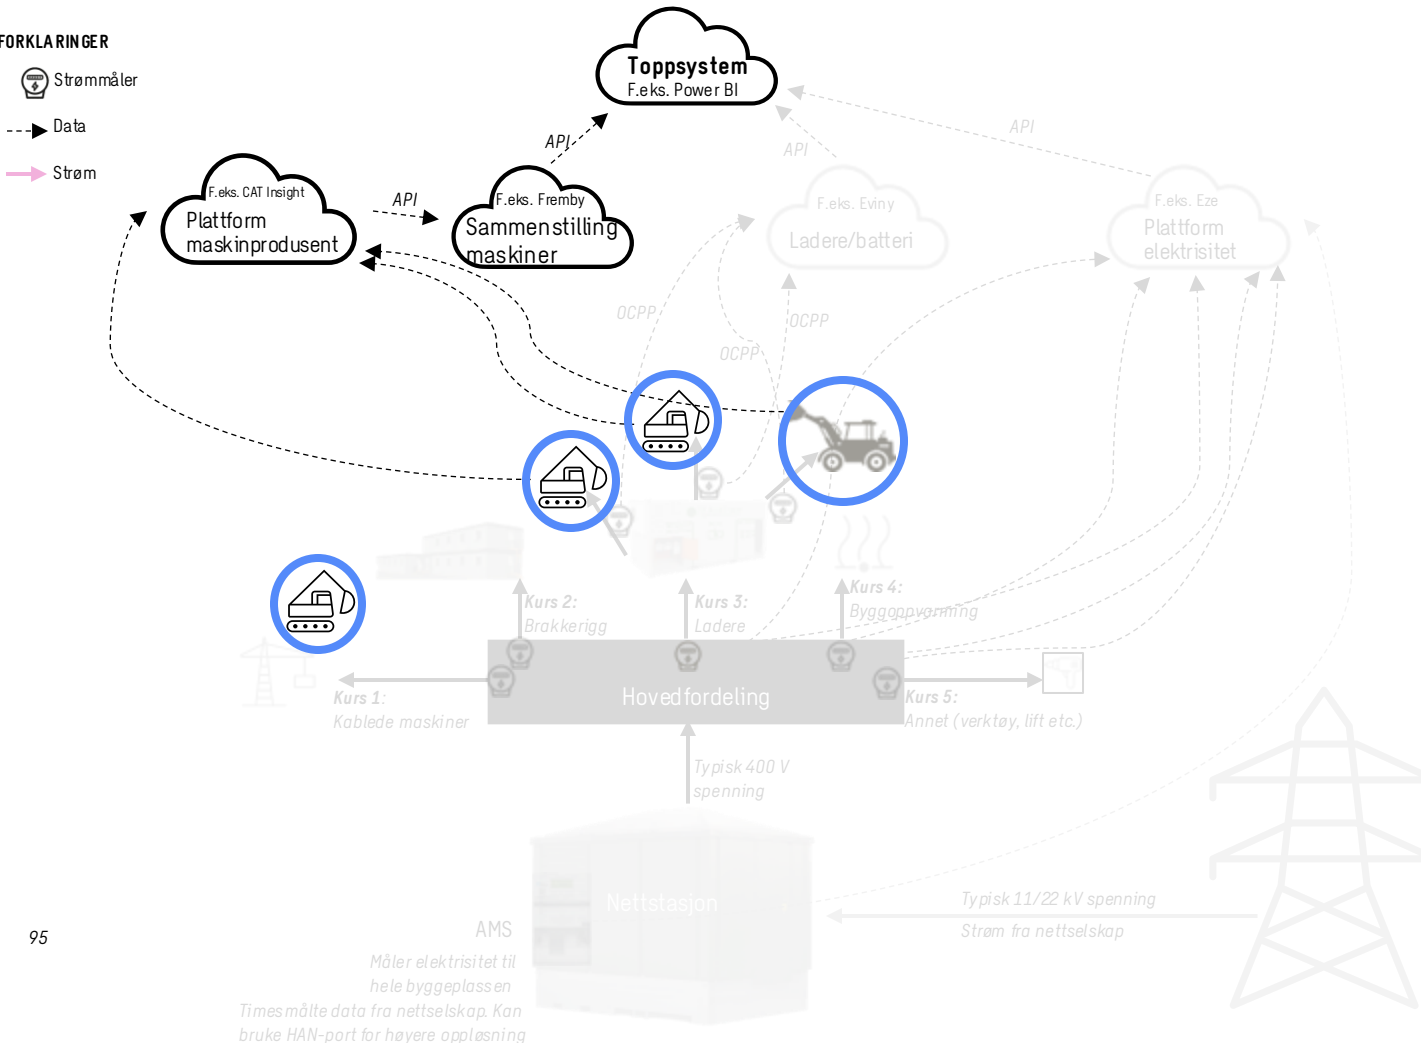 FORKLARINGER
Strømmåler
Data
Strøm
Toppsystem
F.eks. Power BI
API
API
API
API
F.eks. CAT Insight
Plattform
maskinprodusent
F.eks. Fremby
Sammenstilling
maskiner
F.eks. Eviny
Ladere/batteri
F.eks. Eze
Plattform
elektrisitet
OCPP
OCPP
OCPP
Kurs 2:
Brakkerigg
Kurs 3:
Ladere
Kurs 4:
Byggoppvarming
Hovedfordeling
Kurs 1:
Kablede maskiner
Kurs 5:
Annet (verktøy, lift etc.)
Typisk 400 V
spenning
Nettstasjon
Typisk 11/22 kV spenning
Strøm fra nettselskap
AMS
Måler elektrisitet til
hele byggeplassen
Timesmålte data fra nettselskap. Kan
bruke HAN-port for høyere oppløsning
95